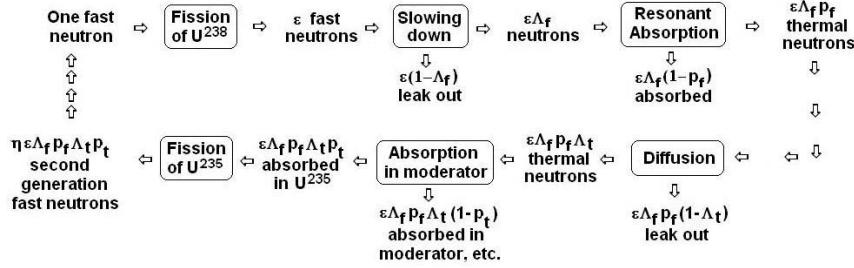 One fast
neutron
Fission
of U²³⁸
ε fast
neutrons
Slowing
down
εΛf
neutrons
Resonant
Absorption
εΛf pf
thermal
neutrons
ε(1−Λf)
leak out
εΛf(1−pf)
absorbed
ηεΛf pf Λt pt
second
generation
fast neutrons
Fission
of U²³⁵
εΛf pf Λt pt
absorbed
in U²³⁵
Absorption
in moderator
εΛf pf Λt
thermal
neutrons
Diffusion
εΛf pf Λt (1-pt)
absorbed in
moderator, etc.
εΛf pf (1-Λt)
leak out